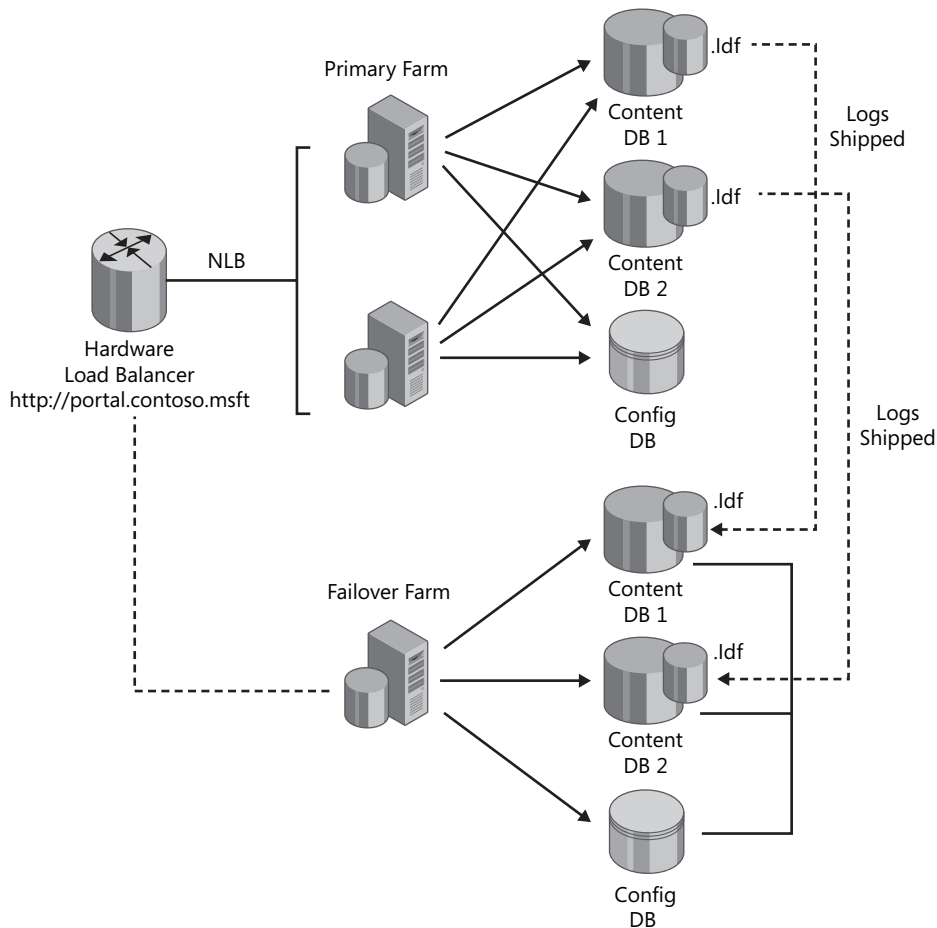 .ldf
Primary Farm
Content
DB 1
Logs
Shipped
.ldf
NLB
Content
DB 2
Hardware
Load Balancer
http://portal.contoso.msft
Config
DB
Logs
Shipped
.ldf
Failover Farm
Content
DB 1
.ldf
Content
DB 2
Config
DB